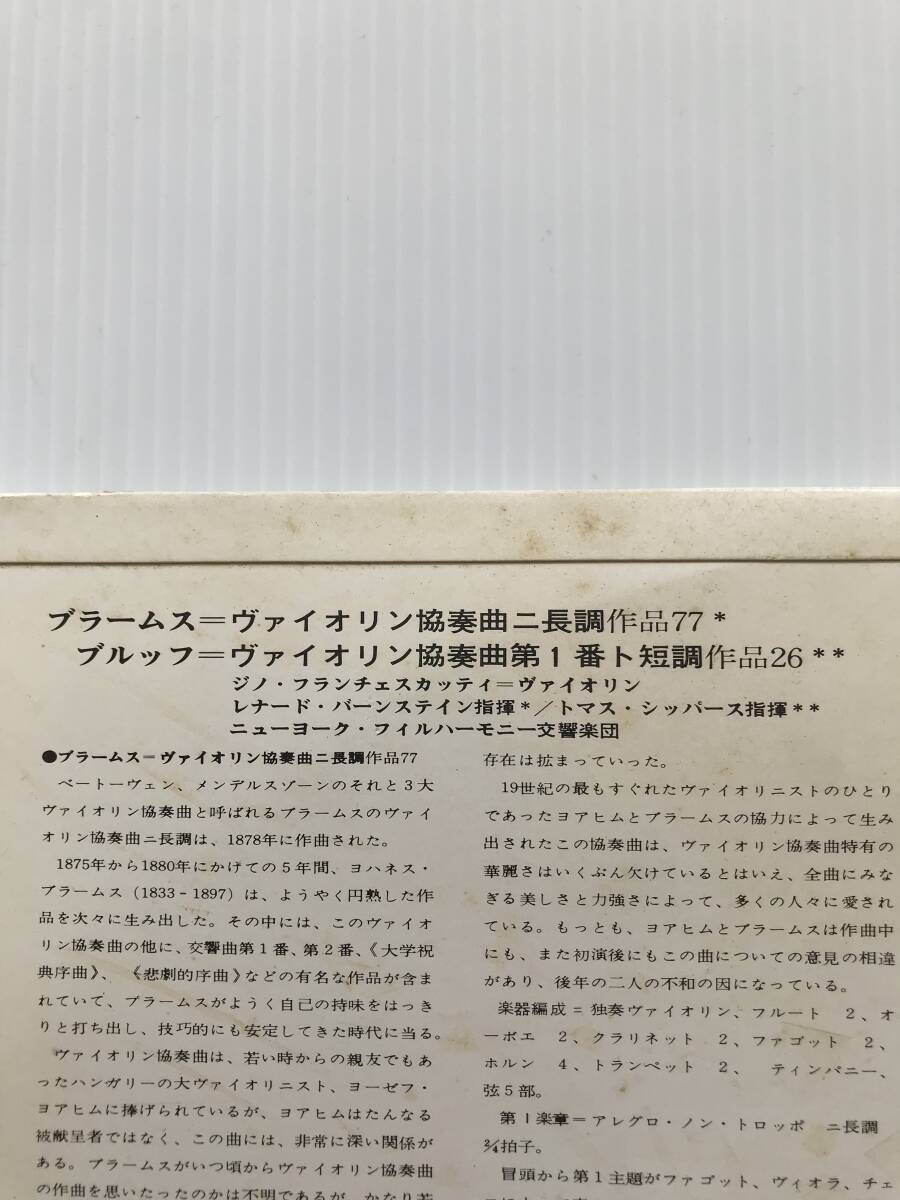 ブラームス＝ヴァイオリン協奏曲ニ長調作品77＊
ブルッフ＝ヴァイオリン協奏曲第1番ト短調作品26＊＊
ジノ・フランチェスカッティ＝ヴァイオリン
レナード・バーンステイン指揮＊／トマス・シッパース指揮＊＊
ニューヨーク・フィルハーモニー交響楽団
●ブラームス＝ヴァイオリン協奏曲ニ長調作品77
ベートーヴェン、メンデルスゾーンのそれと3大
ヴァイオリン協奏曲と呼ばれるブラームスのヴァイ
オリン協奏曲ニ長調は、1878年に作曲された。
1875年から1880年にかけての5年間、ヨハネス・
ブラームス（1833－1897）は、ようやく円熟した作
品を次々に生み出した。その中には、このヴァイオ
リン協奏曲の他に、交響曲第1番、第2番、《大学祝
典序曲》、《悲劇的序曲》などの有名な作品が含ま
れていて、ブラームスがようく自己の持味をはっき
りと打ち出し、技巧的にも安定してきた時代に当る。
ヴァイオリン協奏曲は、若い時からの親友でもあ
ったハンガリーの大ヴァイオリニスト、ヨーゼフ・
ヨアヒムに捧げられているが、ヨアヒムはたんなる
被献呈者ではなく、この曲には、非常に深い関係が
ある。ブラームスがいつ頃からヴァイオリン協奏曲
の作曲を思いたったのかは不明であるが、かなり若
存在は拡まっていった。
19世紀の最もすぐれたヴァイオリニストのひとり
であったヨアヒムとブラームスの協力によって生み
出されたこの協奏曲は、ヴァイオリン協奏曲特有の
華麗さはいくぶん欠けているとはいえ、全曲にみな
ぎる美しさと力強さによって、多くの人々に愛され
ている。もっとも、ヨアヒムとブラームスは作曲中
にも、また初演後にもこの曲についての意見の相違
があり、後年の二人の不和の因になっている。
楽器編成＝独奏ヴァイオリン、フルート 2、オ
ーボエ 2、クラリネット 2、ファゴット 2、
ホルン 4、トランペット 2、ティンパニー、
弦5部。
第1楽章＝アレグロ・ノン・トロッポ ニ長調
¾拍子。
冒頭から第1主題がファゴット、ヴィオラ、チェ